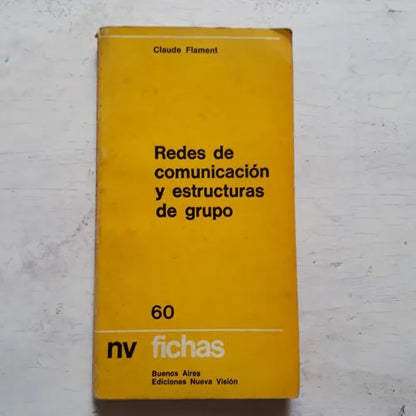 Claude Flament
Redes de
comunicación
y estructuras
de grupo
60
nv fichas
Buenos Aires
Ediciones Nueva Visión